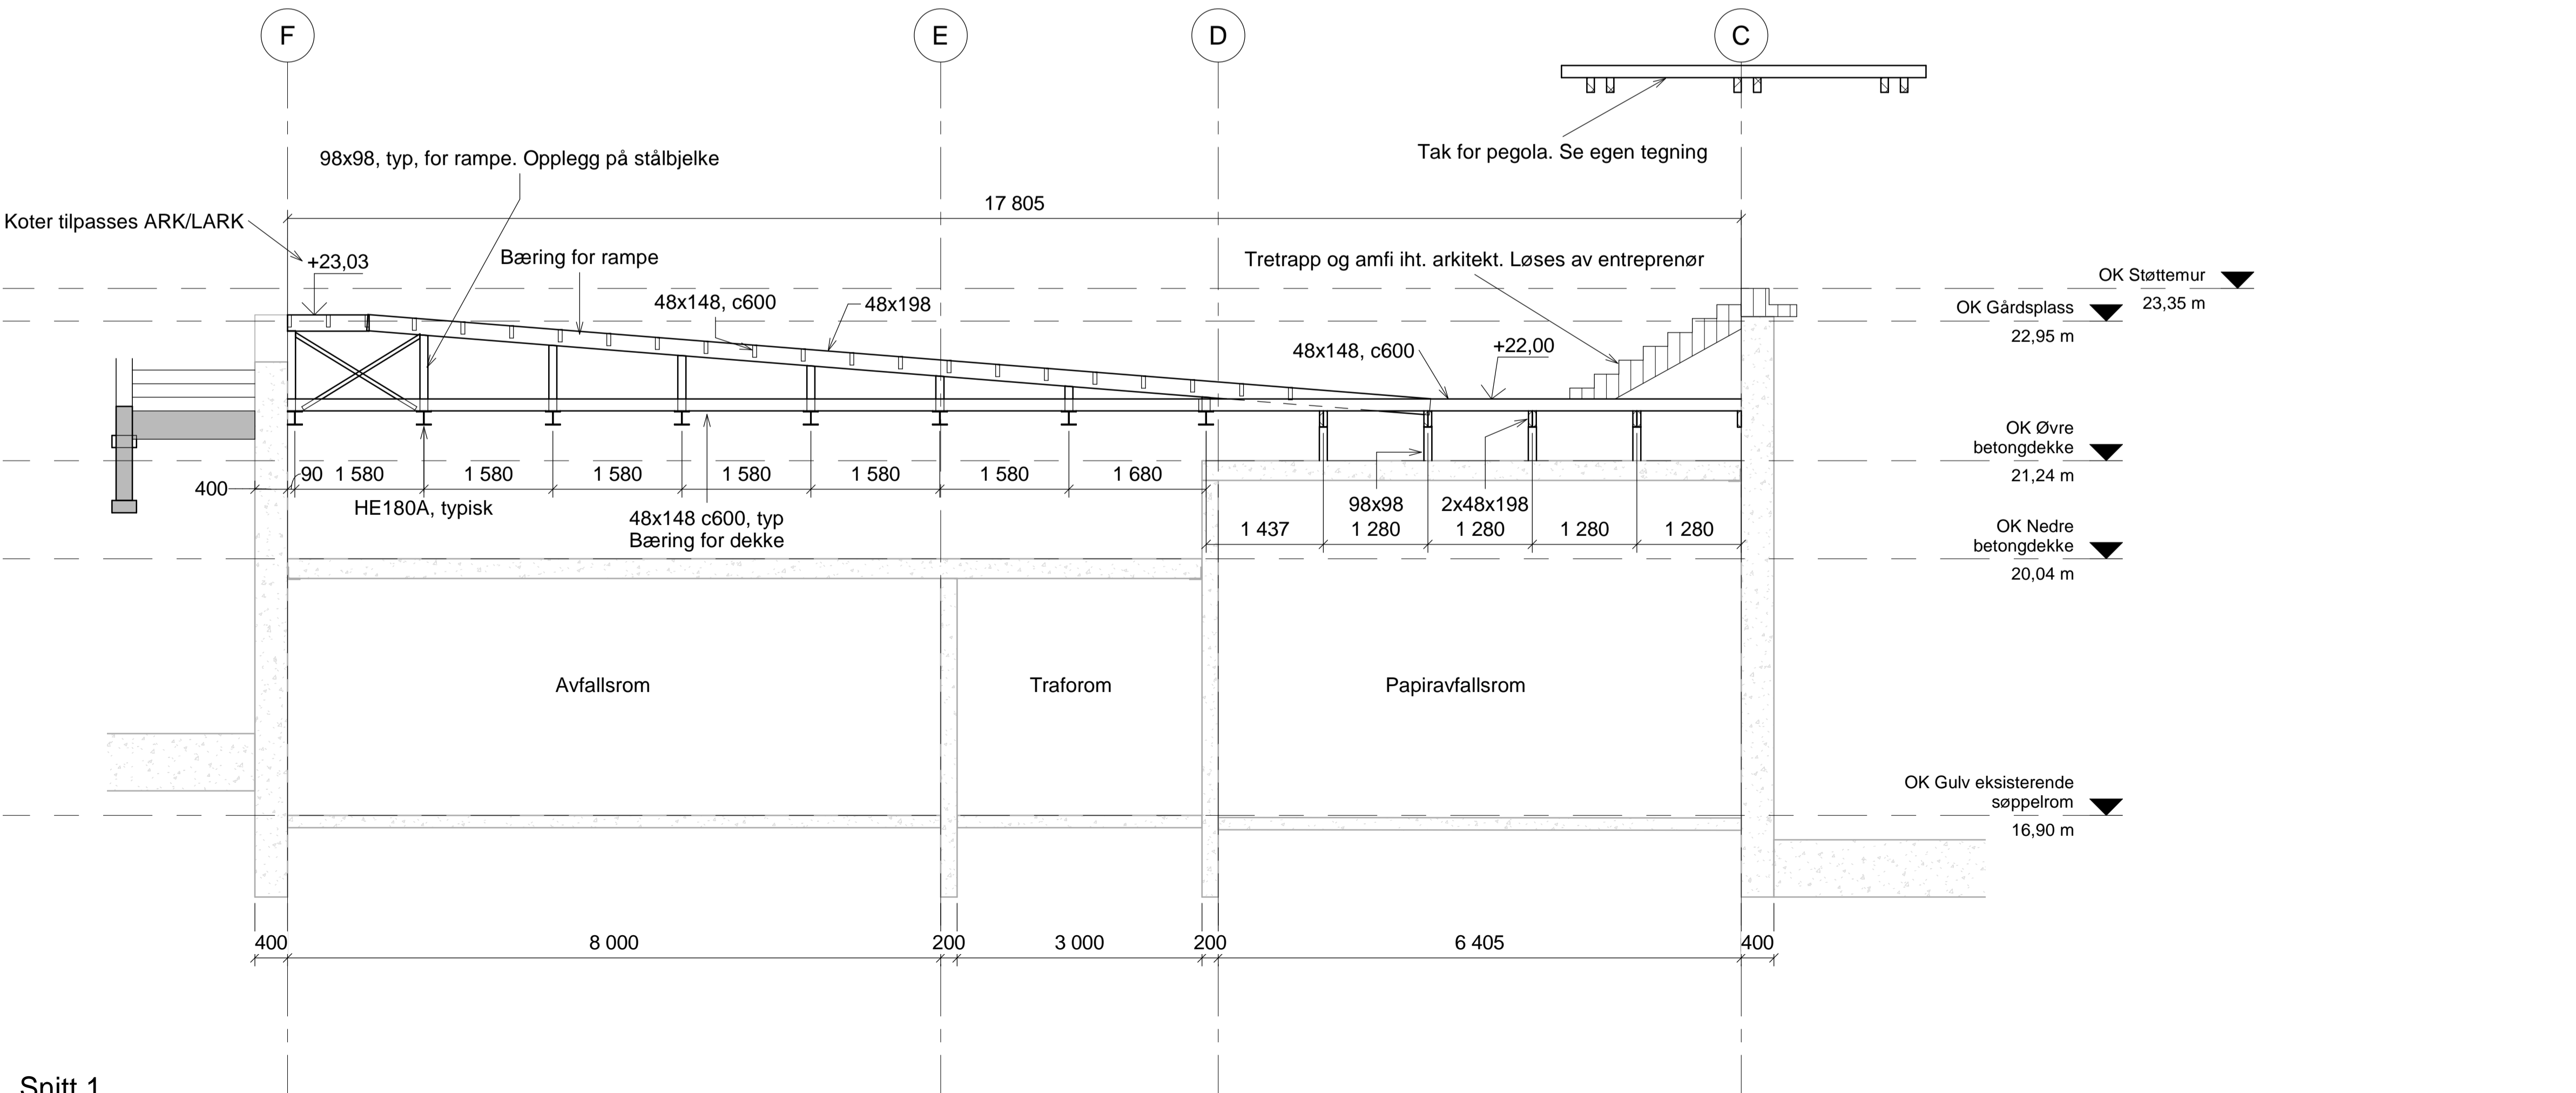 F
E
D
C
Tak for pegola. Se egen tegning
98x98, typ, for rampe. Opplegg på stålbjelke
17 805
Koter tilpasses ARK/LARK
+23,03
Bæring for rampe
Tretrapp og amfi iht. arkitekt. Løses av entreprenør
48x148, c600
48x198
48x148, c600
+22,00
OK Støttemur
23,35 m
OK Gårdsplass
22,95 m
OK Øvre
betongdekke
21,24 m
OK Nedre
betongdekke
20,04 m
OK Gulv eksisterende
søppelrom
16,90 m
400
90
1 580
1 580
1 580
1 580
1 580
1 580
1 680
HE180A, typisk
48x148 c600, typ
Bæring for dekke
98x98
2x48x198
1 437
1 280
1 280
1 280
1 280
Avfallsrom
Traforom
Papiravfallsrom
400
8 000
200
3 000
200
6 405
400
Snitt 1